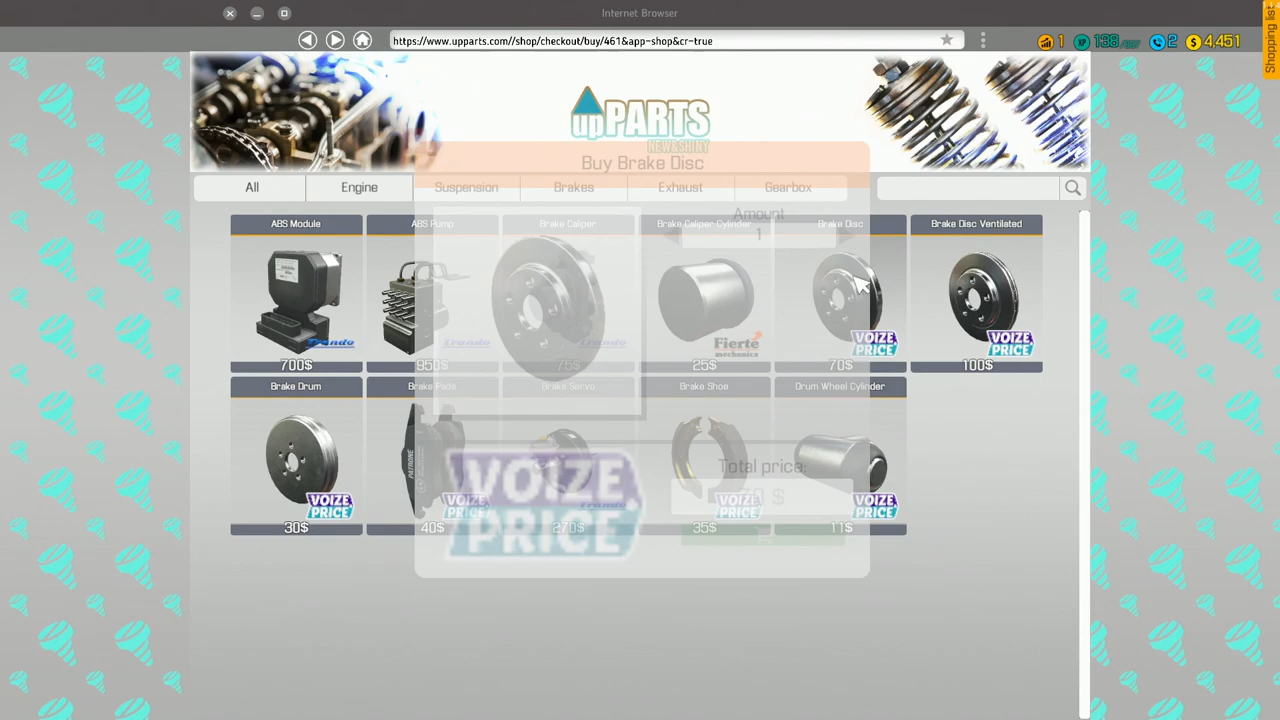 Internet Browser
https://www.upparts.com//shop/checkout/buy/461&app-shop&cr-true
1
138
2
$ 4,451
Shopping list
upPARTS
NEW&SHINY
Buy Brake Disc
All
Engine
Suspension
Brakes
Exhaust
Gearbox
Amount
1
ABS Module
ABS Pump
Brake Caliper
Brake Caliper Cylinder
Brake Disc
Brake Disc Ventilated
Fierte mechanics
VOIZE PRICE
VOIZE PRICE
700$
950$
75$
25$
70$
100$
Brake Drum
Brake Pads
Brake Servo
Brake Shoe
Drum Wheel Cylinder
Total price:
$
VOIZE PRICE
VOIZE PRICE
VOIZE PRICE
VOIZE PRICE
VOIZE PRICE
30$
40$
270$
35$
11$